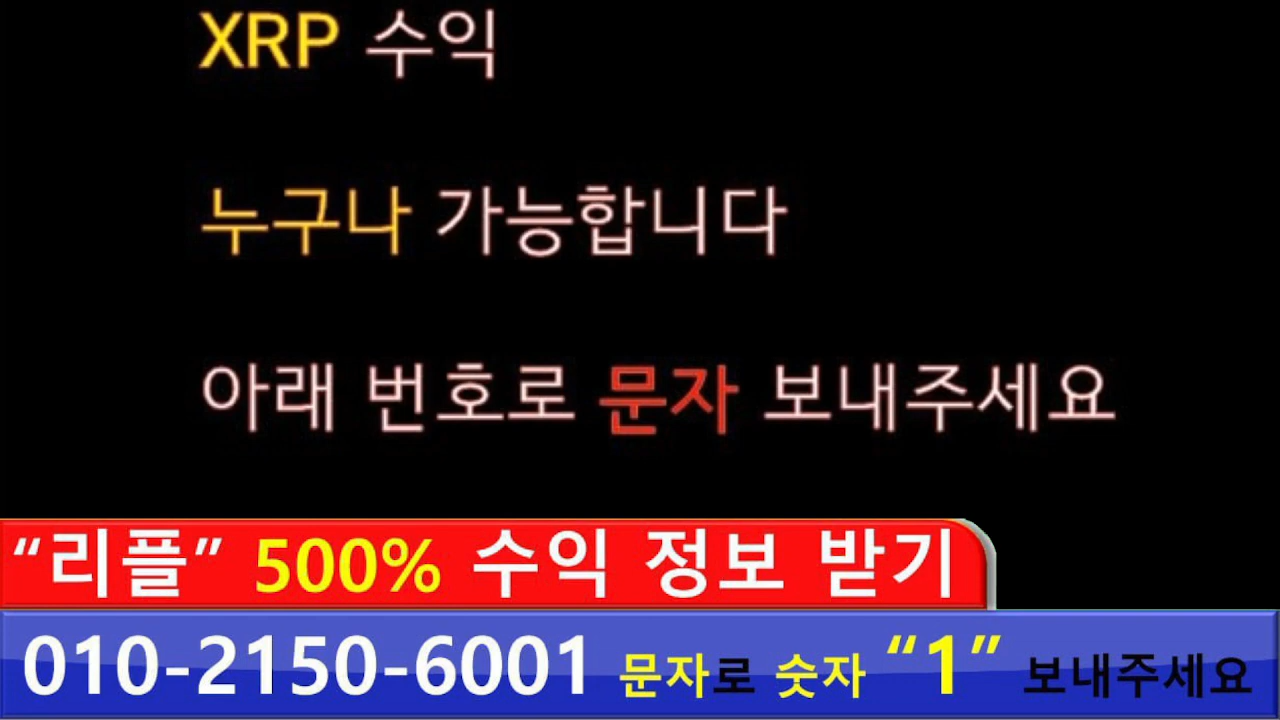 XRP 수익
누구나 가능합니다
아래 번호로 문자 보내주세요
“리플” 500% 수익 정보 받기
010-2150-6001 문자로 숫자 “1” 보내주세요